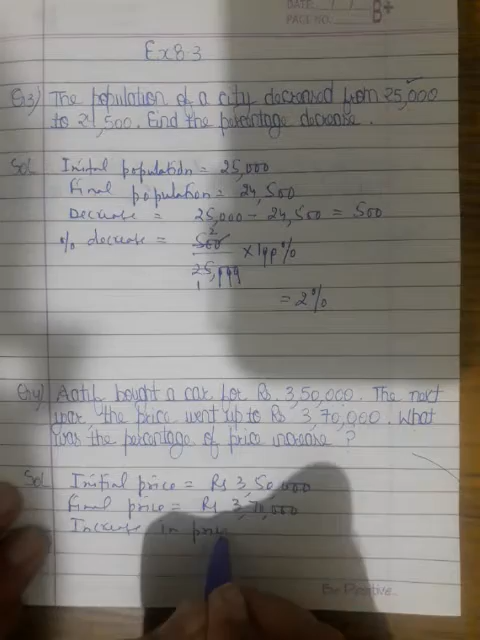 DATE: / /
PAGE NO.: B+
Ex 8.3
Q3) The population of a city decreased from 25,000
to 24,500. Find the percentage decrease.
Sol Initial population = 25,000
Final population = 24,500
Decrease = 25,000 - 24,500 = 500
% decrease = 500/25,000 × 100%
= 2%
Q4) Aatif bought a car for Rs. 3,50,000. The next
year, the price went up to Rs 3,70,000. What
was the percentage of price increase ?
Sol Initial price = Rs 3,50,000
Final price = Rs 3,70,000
Increase in price
Be Positive